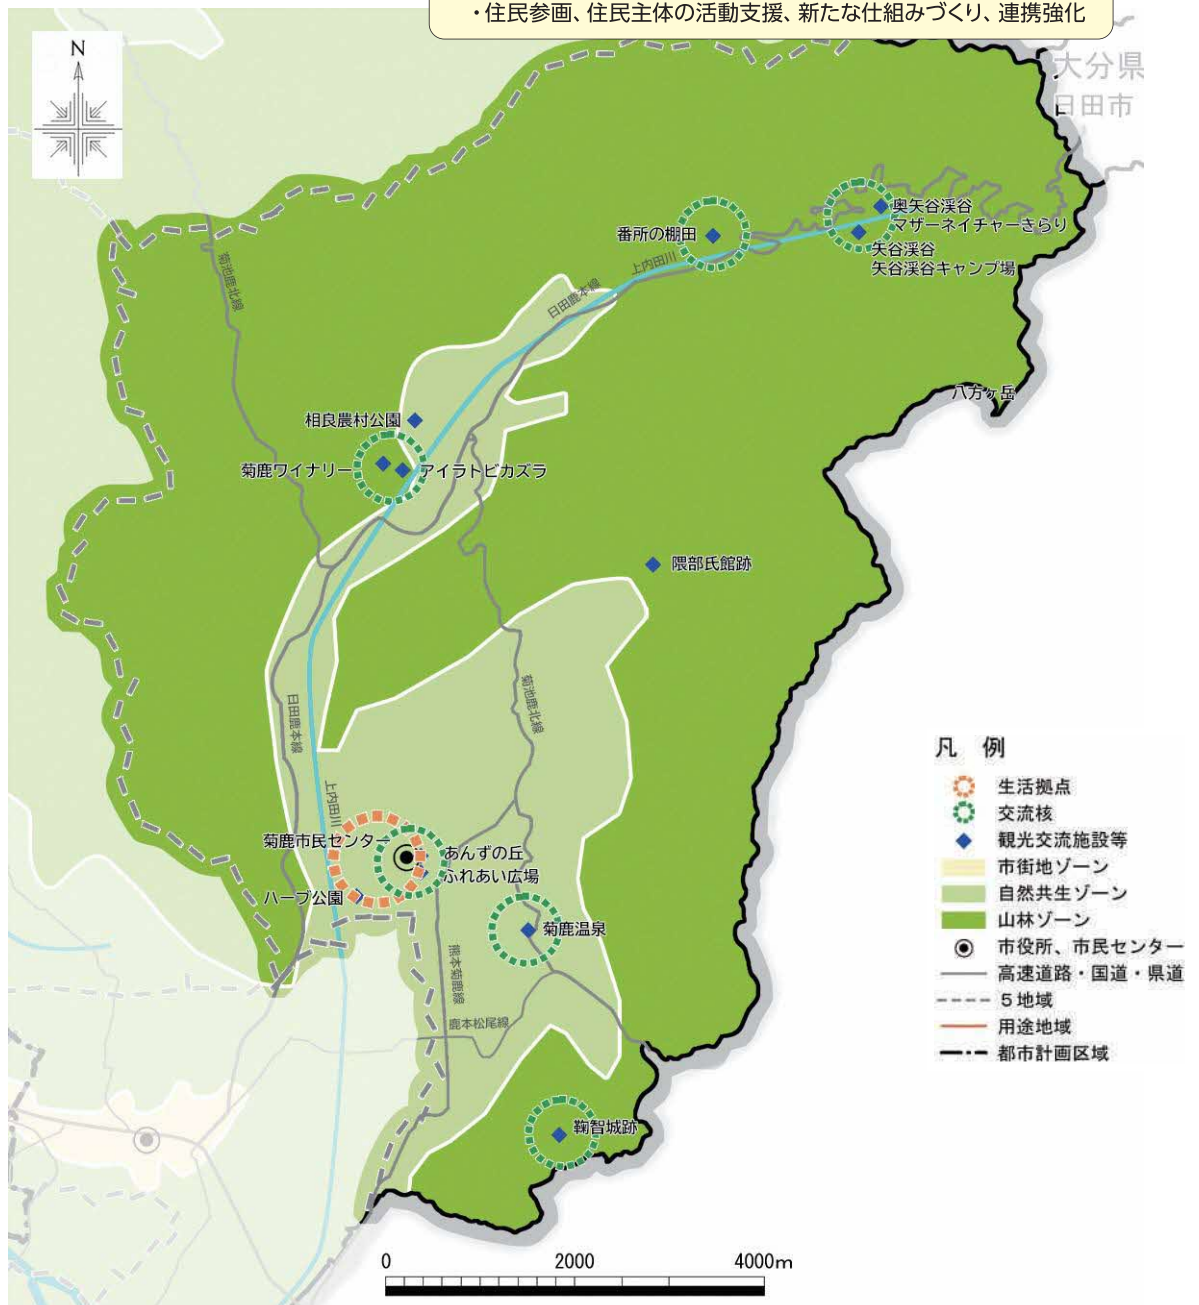 ・住民参画、住民主体の活動支援、新たな仕組みづくり、連携強化
N
大分県
日田市
奥矢谷渓谷
マザーネイチャーきらり
番所の棚田
矢谷渓谷
矢谷渓谷キャンプ場
上内田川
菊池鹿北線
日田鹿本線
八方ヶ岳
相良農村公園
菊鹿ワイナリー
アイラトビカズラ
隈部氏館跡
菊池鹿北線
日田鹿本線
上内田川
菊鹿市民センター
あんずの丘
ふれあい広場
ハーブ公園
菊鹿温泉
熊本菊鹿線
鹿本松尾線
鞠智城跡
凡 例
生活拠点
交流核
観光交流施設等
市街地ゾーン
自然共生ゾーン
山林ゾーン
市役所、市民センター
高速道路・国道・県道
5地域
用途地域
都市計画区域
0 2000 4000m